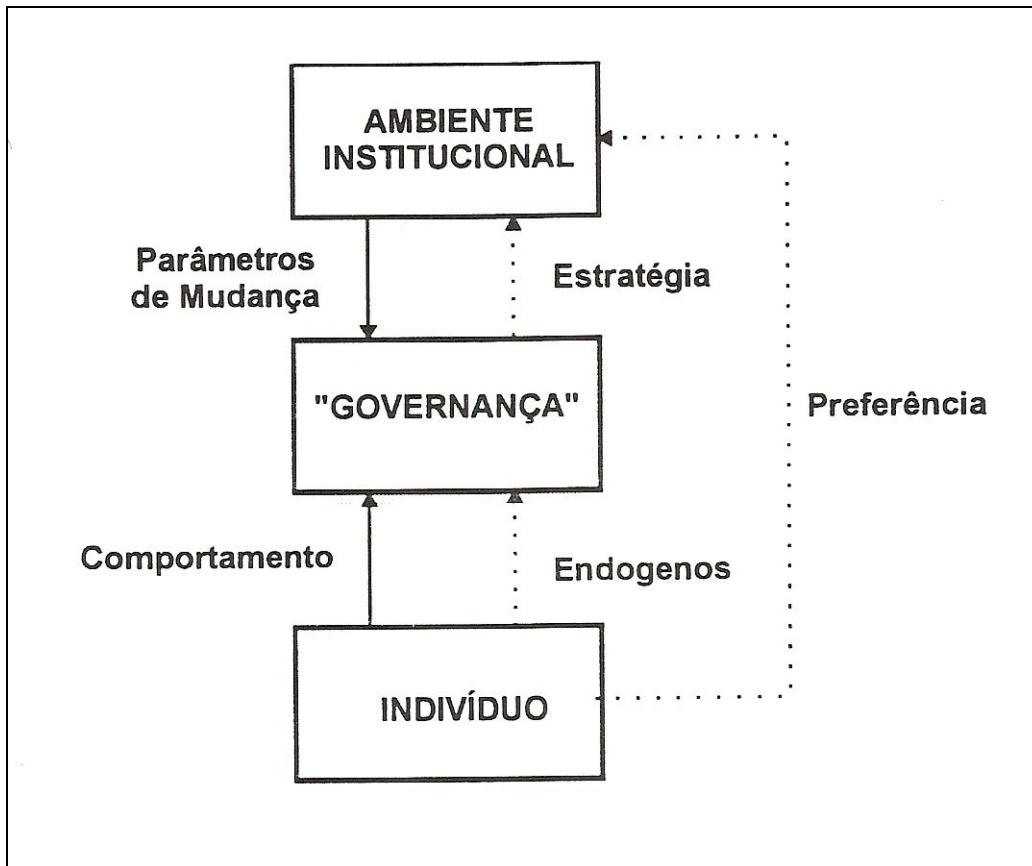 AMBIENTE
INSTITUCIONAL
Parâmetros
de Mudança
Estratégia
"GOVERNANÇA"
Preferência
Comportamento
Endogenos
INDIVÍDUO